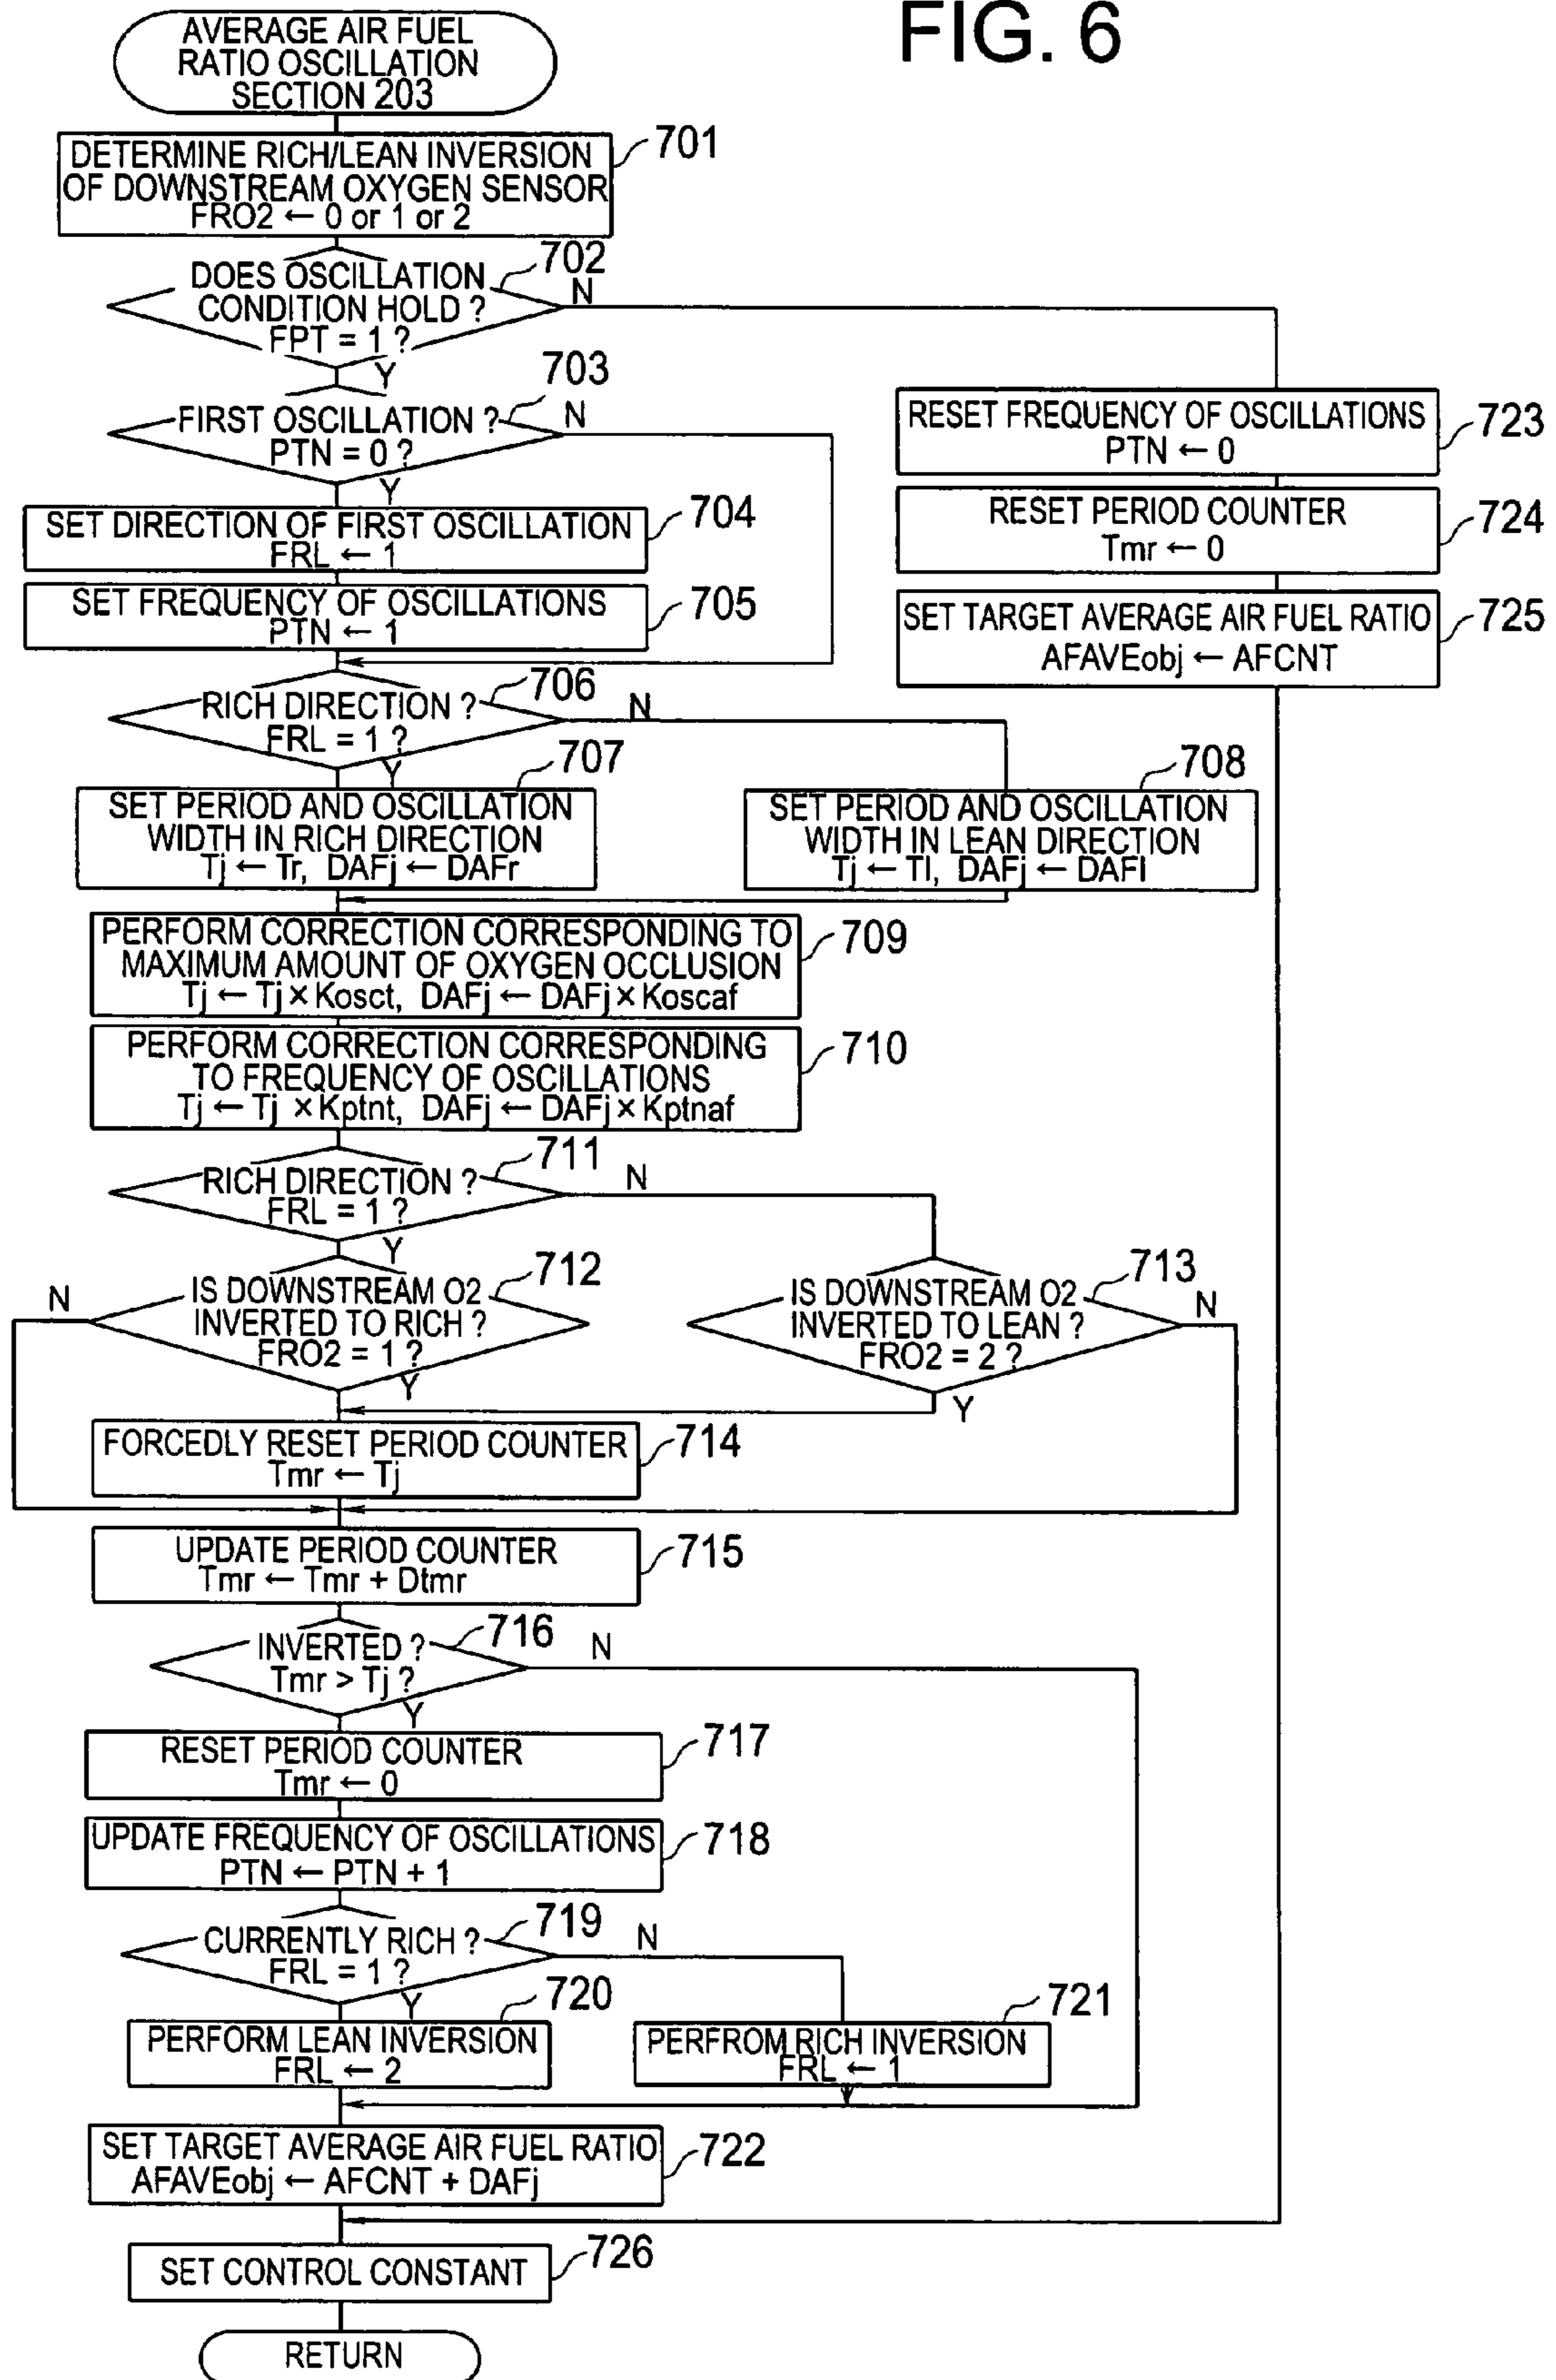 FIG. 6
AVERAGE AIR FUEL
RATIO OSCILLATION
SECTION 203
701
DETERMINE RICH/LEAN INVERSION
OF DOWNSTREAM OXYGEN SENSOR
FRO2 ← 0 or 1 or 2
702
DOES OSCILLATION
CONDITION HOLD ?
FPT = 1 ?
N
Y
703
FIRST OSCILLATION ?
PTN = 0 ?
N
Y
704
SET DIRECTION OF FIRST OSCILLATION
FRL ← 1
705
SET FREQUENCY OF OSCILLATIONS
PTN ← 1
RESET FREQUENCY OF OSCILLATIONS
PTN ← 0
723
RESET PERIOD COUNTER
Tmr ← 0
724
SET TARGET AVERAGE AIR FUEL RATIO
AFAVEobj ← AFCNT
725
706
RICH DIRECTION ?
FRL = 1 ?
N
Y
707
SET PERIOD AND OSCILLATION
WIDTH IN RICH DIRECTION
Tj ← Tr, DAFj ← DAFr
708
SET PERIOD AND OSCILLATION
WIDTH IN LEAN DIRECTION
Tj ← Tl, DAFj ← DAFl
PERFORM CORRECTION CORRESPONDING TO
MAXIMUM AMOUNT OF OXYGEN OCCLUSION
Tj ← Tj × Kosct, DAFj ← DAFj × Koscaf
709
PERFORM CORRECTION CORRESPONDING
TO FREQUENCY OF OSCILLATIONS
Tj ← Tj × Kptnt, DAFj ← DAFj × Kptnaf
710
711
RICH DIRECTION ?
FRL = 1 ?
N
Y
712
IS DOWNSTREAM O2
INVERTED TO RICH ?
FRO2 = 1 ?
N
Y
713
IS DOWNSTREAM O2
INVERTED TO LEAN ?
FRO2 = 2 ?
N
Y
FORCEDLY RESET PERIOD COUNTER
Tmr ← Tj
714
UPDATE PERIOD COUNTER
Tmr ← Tmr + Dtmr
715
716
INVERTED ?
Tmr > Tj ?
N
Y
RESET PERIOD COUNTER
Tmr ← 0
717
UPDATE FREQUENCY OF OSCILLATIONS
PTN ← PTN + 1
718
719
CURRENTLY RICH ?
FRL = 1 ?
N
Y
720
PERFORM LEAN INVERSION
FRL ← 2
721
PERFROM RICH INVERSION
FRL ← 1
SET TARGET AVERAGE AIR FUEL RATIO
AFAVEobj ← AFCNT + DAFj
722
SET CONTROL CONSTANT
726
RETURN